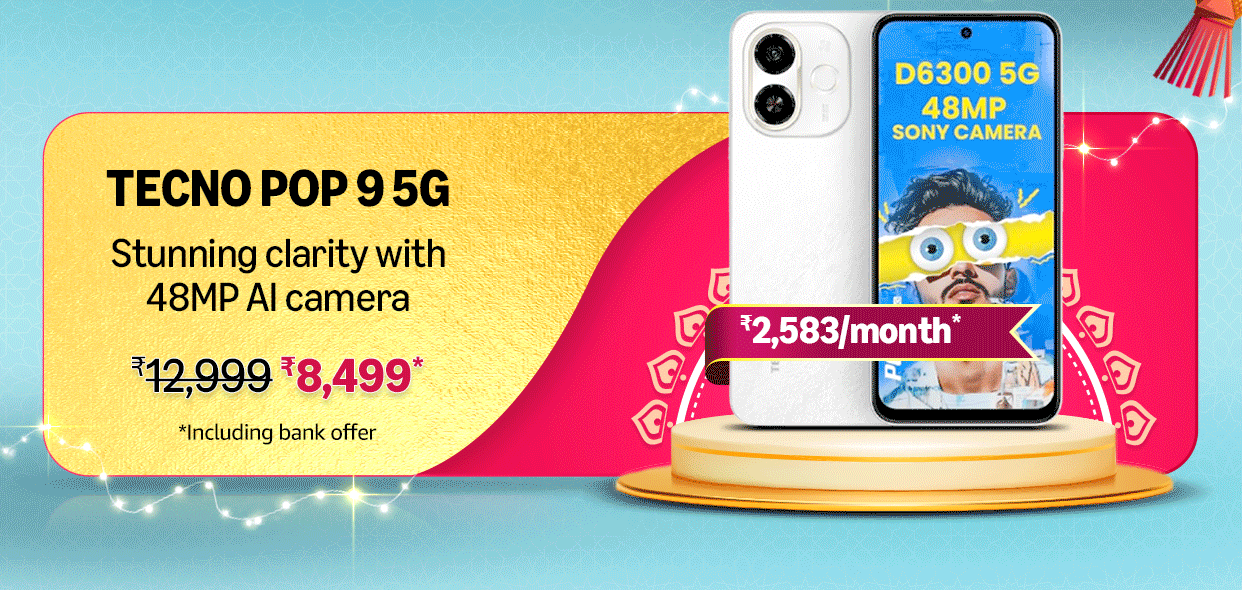 TECNO POP 9 5G
Stunning clarity with
48MP AI camera
₹12,999 ₹8,499*
*Including bank offer
D6300 5G
48MP
SONY CAMERA
₹2,583/month*